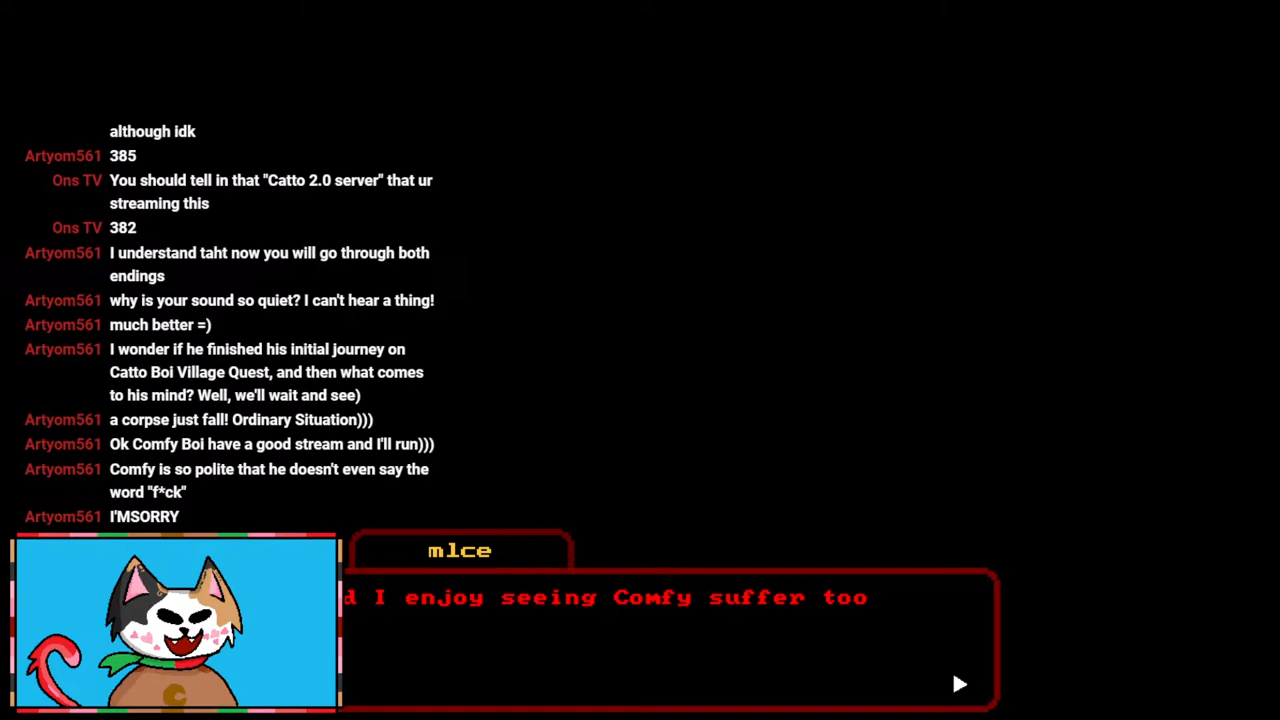 although idk
Artyom561 385
Ons TV You should tell in that "Catto 2.0 server" that ur
streaming this
Ons TV 382
Artyom561 I understand taht now you will go through both
endings
Artyom561 why is your sound so quiet? I can't hear a thing!
Artyom561 much better =)
Artyom561 I wonder if he finished his initial journey on
Catto Boi Village Quest, and then what comes
to his mind? Well, we'll wait and see)
Artyom561 a corpse just fall! Ordinary Situation)))
Artyom561 Ok Comfy Boi have a good stream and I'll run)))
Artyom561 Comfy is so polite that he doesn't even say the
word "f*ck"
Artyom561 I'MSORRY
m1ce
I enjoy seeing Comfy suffer too
C